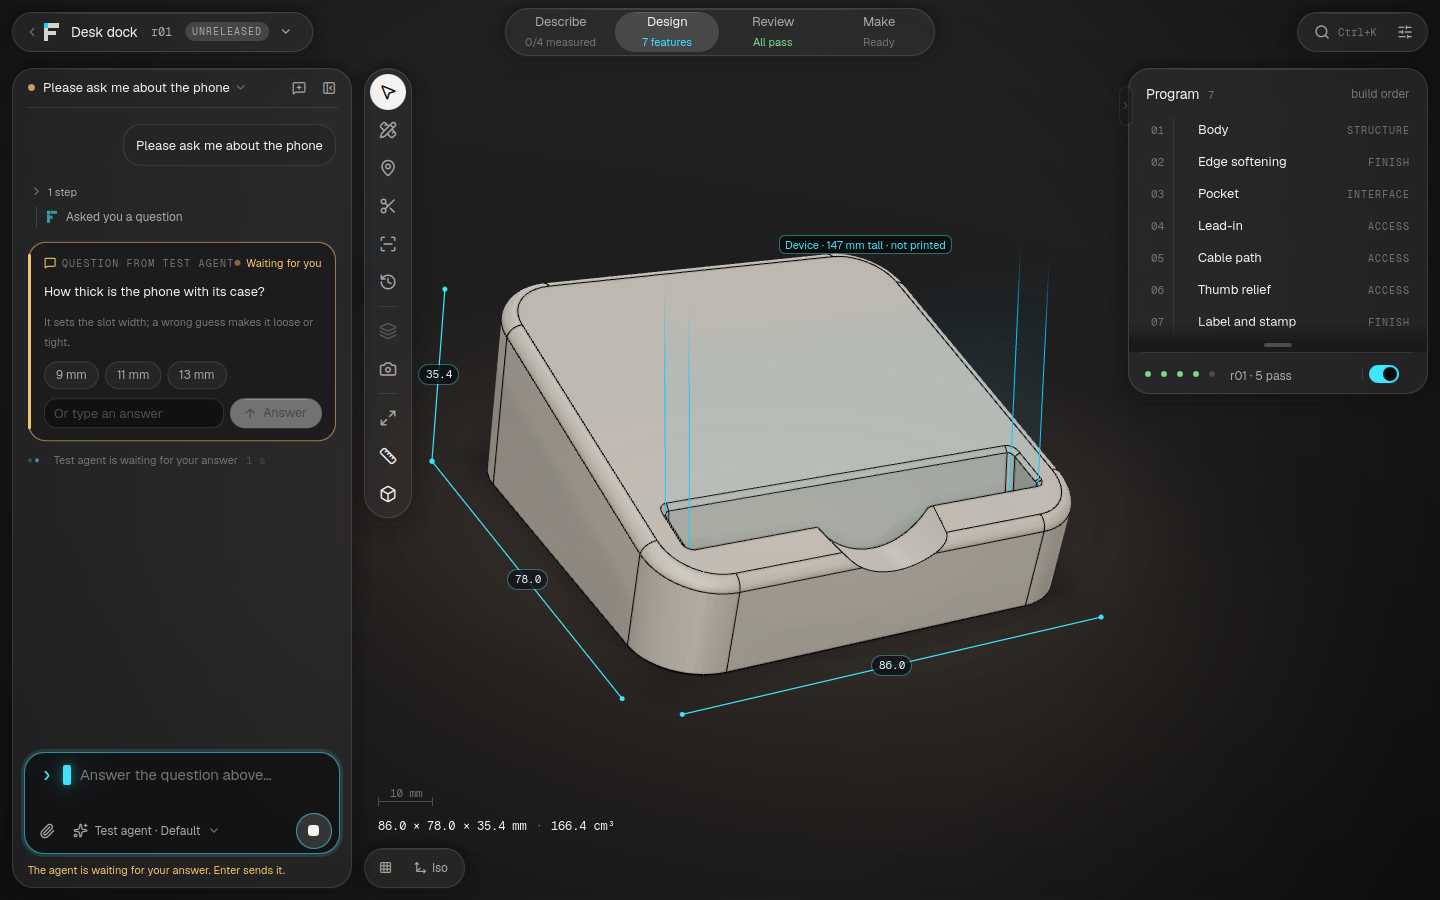 Desk dock r01 UNRELEASED
Describe
0/4 measured
Design
7 features
Review
All pass
Make
Ready
Ctrl+K
Please ask me about the phone
Please ask me about the phone
1 step
Asked you a question
QUESTION FROM TEST AGENT Waiting for you
How thick is the phone with its case?
It sets the slot width; a wrong guess makes it loose or
tight.
9 mm 11 mm 13 mm
Or type an answer Answer
Test agent is waiting for your answer 1 s
Answer the question above...
Test agent · Default
The agent is waiting for your answer. Enter sends it.
Device · 147 mm tall · not printed
35.4
78.0
86.0
10 mm
86.0 × 78.0 × 35.4 mm · 166.4 cm³
Iso
Program 7 build order
01 Body STRUCTURE
02 Edge softening FINISH
03 Pocket INTERFACE
04 Lead-in ACCESS
05 Cable path ACCESS
06 Thumb relief ACCESS
07 Label and stamp FINISH
r01 · 5 pass